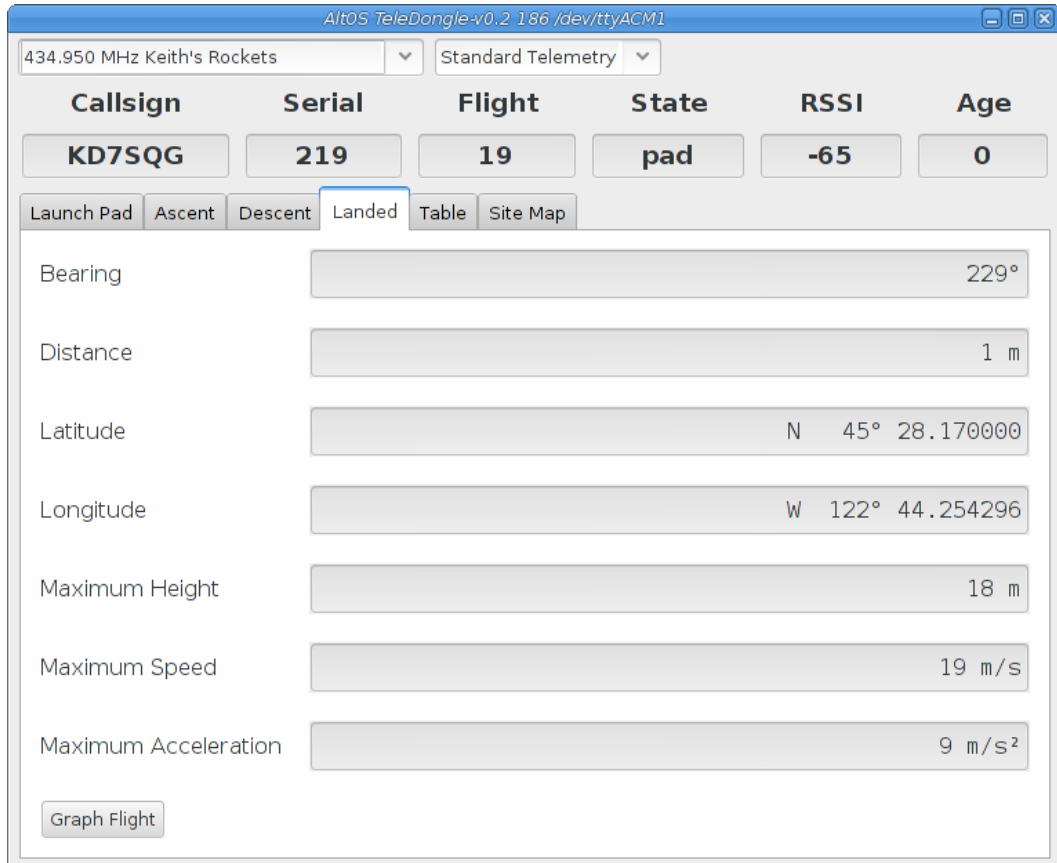 AltOS TeleDongle-v0.2 186 /dev/ttyACM1
434.950 MHz Keith's Rockets Standard Telemetry
Callsign Serial Flight State RSSI Age
KD7SQG 219 19 pad -65 0
Launch Pad Ascent Descent Landed Table Site Map
Bearing 229°
Distance 1 m
Latitude N 45° 28.170000
Longitude W 122° 44.254296
Maximum Height 18 m
Maximum Speed 19 m/s
Maximum Acceleration 9 m/s²
Graph Flight